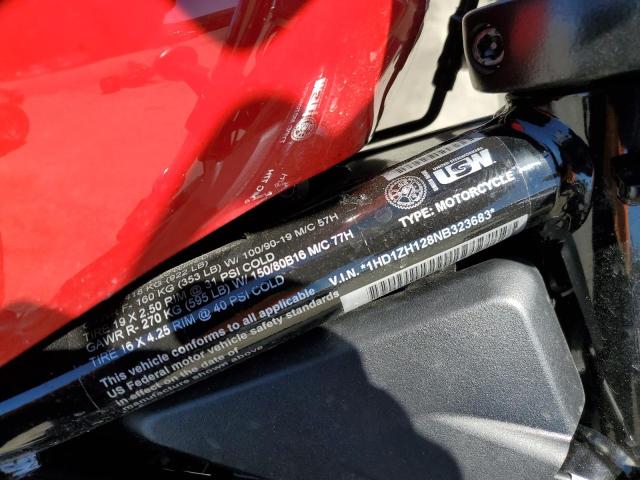 MSN
TYPE: MOTORCYCLE
V.I.N. *1HD1ZH128NB323683*
KG (922 LB)
160 KG (353 LB) W/ 100/90-19 M/C 57H
TIRE 19 X 2.50 RIM @ PSI COLD
GAWR R- 270 KG (595 LB) W/ 150/80B16 M/C 77H
TIRE 16 X 4.25 RIM @ 40 PSI COLD
This vehicle conforms to all applicable
US Federal motor vehicle safety standards
in effect on the date of
manufacture shown above